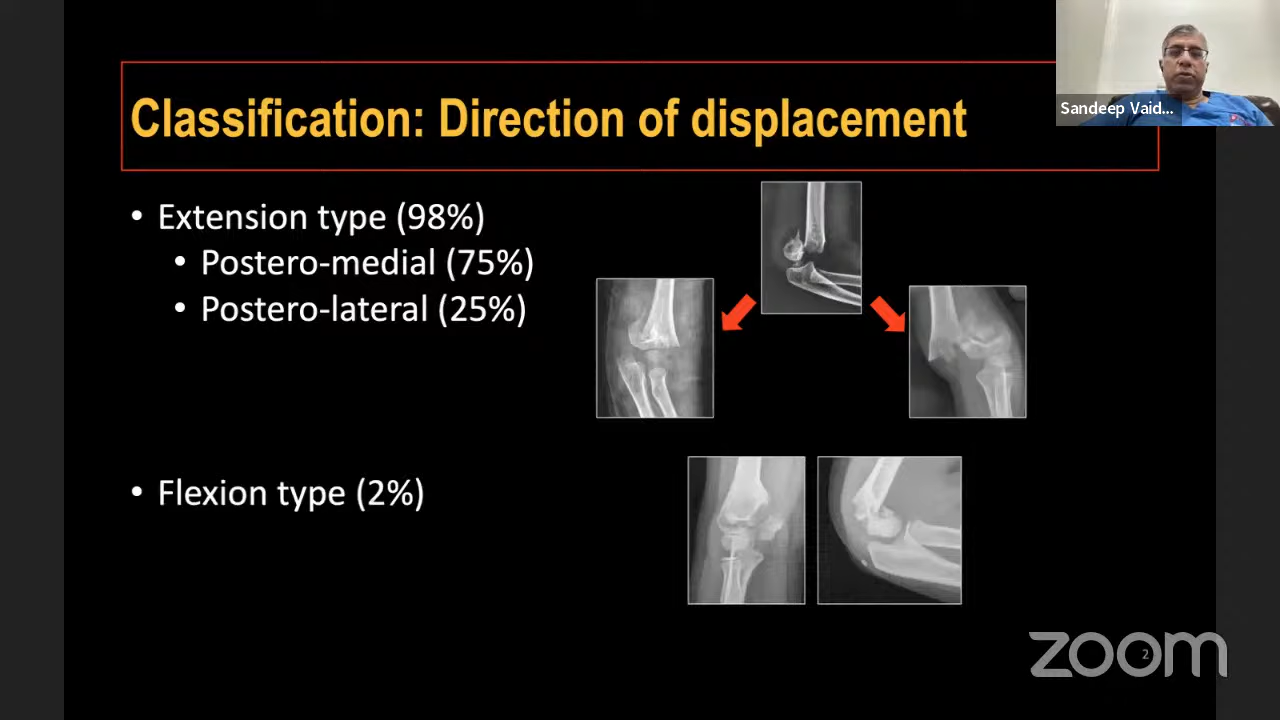 Classification: Direction of displacement
Sandeep Vaid...
• Extension type (98%)
• Postero-medial (75%)
• Postero-lateral (25%)
• Flexion type (2%)
zoom
2